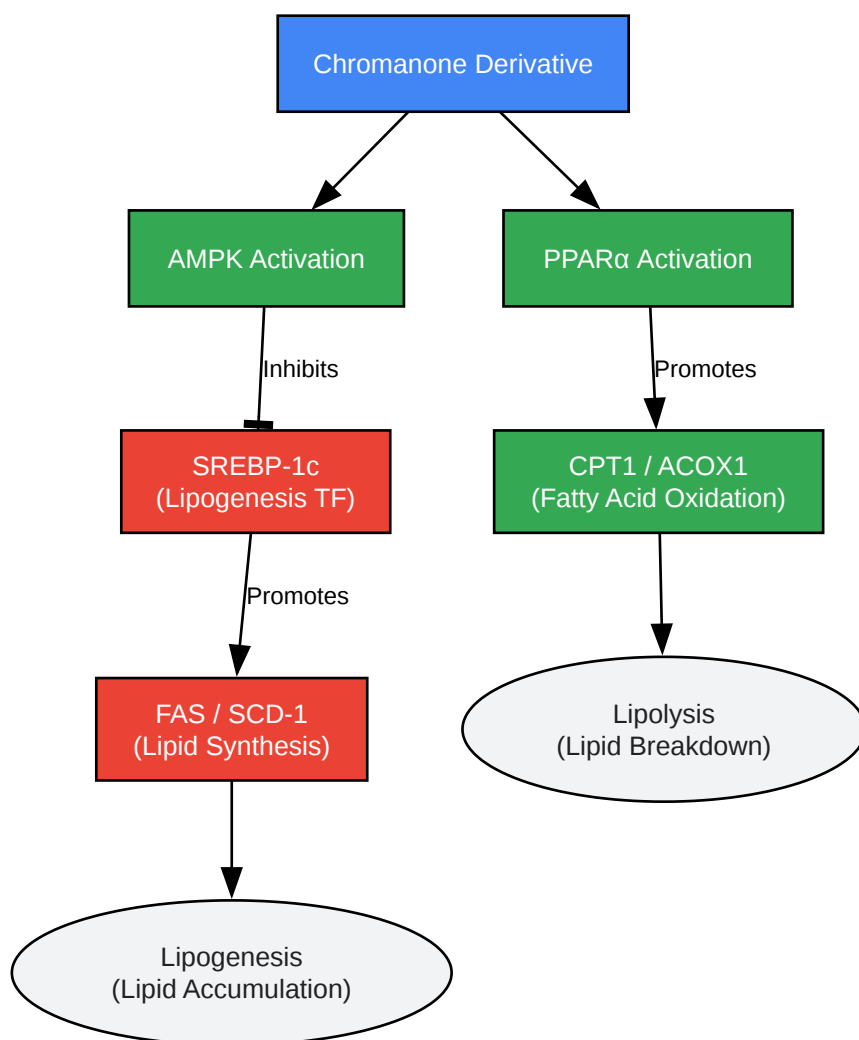 Chromanone Derivative
AMPK Activation
PPARα Activation
Inhibits
Promotes
SREBP-1c
(Lipogenesis TF)
CPT1 / ACOX1
(Fatty Acid Oxidation)
Promotes
FAS / SCD-1
(Lipid Synthesis)
Lipolysis
(Lipid Breakdown)
Lipogenesis
(Lipid Accumulation)